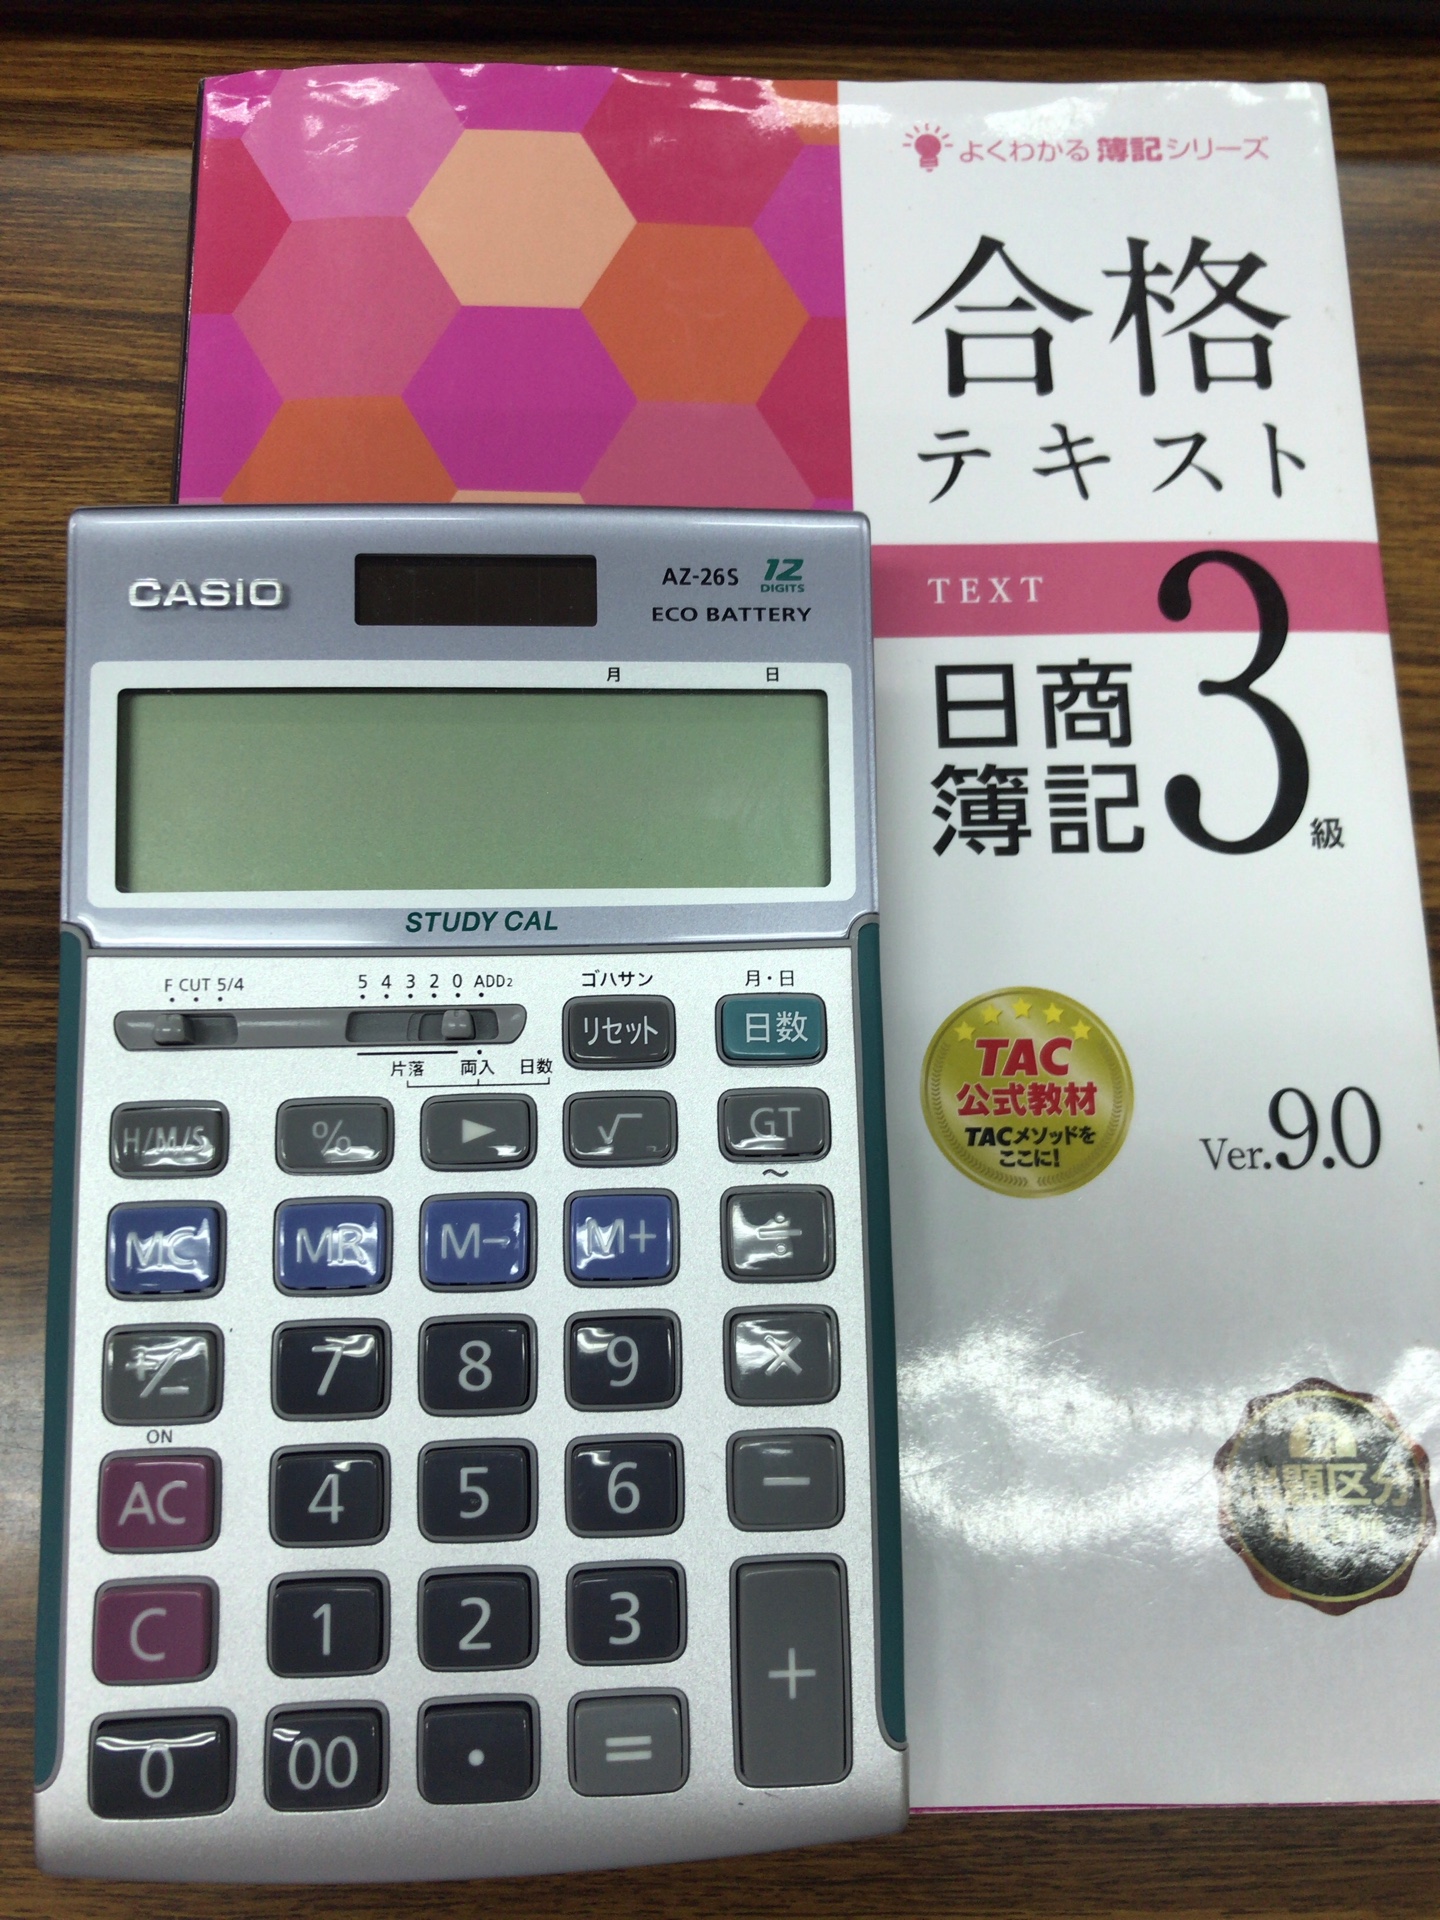 よくわかる簿記シリーズ
合格
テキスト
TEXT
日商
簿記
3級
TAC
公式教材
TACメソッドを
ここに!
Ver.9.0
出題区分
CASIO
AZ-26S
12
DIGITS
ECO BATTERY
月 日
STUDY CAL
F CUT 5/4
5 4 3 2 0 ADD2
ゴハサン
月・日
リセット
日数
片落 両入 日数
H/M/S % ▶ √ GT
~
MC MR M- M+ ÷
+/- 7 8 9 ×
ON
AC 4 5 6 -
C 1 2 3 +
0 00 • =